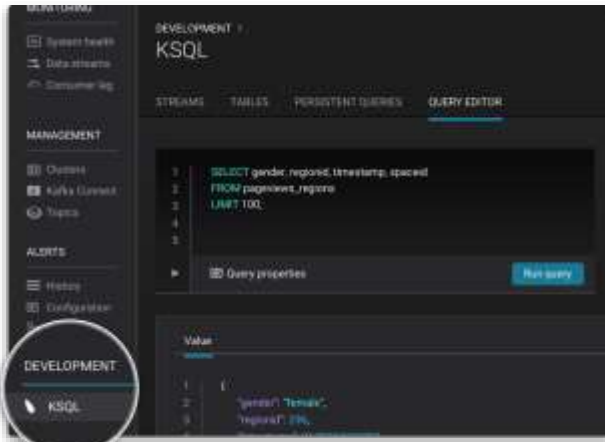 MONITORING
System health
Data streams
Consumer lag
MANAGEMENT
Clusters
Kafka Connect
Topics
ALERTS
History
Configuration
DEVELOPMENT
KSQL
DEVELOPMENT
KSQL
STREAMS TABLES PERSISTENT QUERIES QUERY EDITOR
1 SELECT gender, regionid, timestamp, spaceid
2 FROM pageviews_regions
3 LIMIT 100;
4
5
Query properties
Run query
Value
1 {
2 "gender": "female",
3 "regionid":